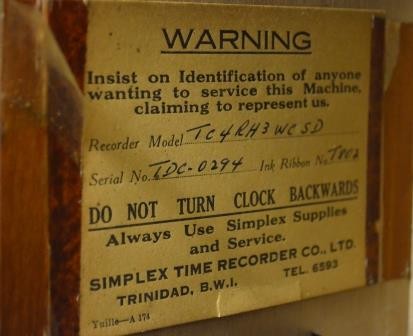 WARNING
Insist on Identification of anyone
wanting to service this Machine,
claiming to represent us.
Recorder Model TC4RH3 WCSD
Serial No. TDC-0294 Ink Ribbon No. T802
DO NOT TURN CLOCK BACKWARDS
Always Use Simplex Supplies
and Service.
SIMPLEX TIME RECORDER CO., LTD.
TRINIDAD, B.W.I. TEL. 6593
Yuille—A 174